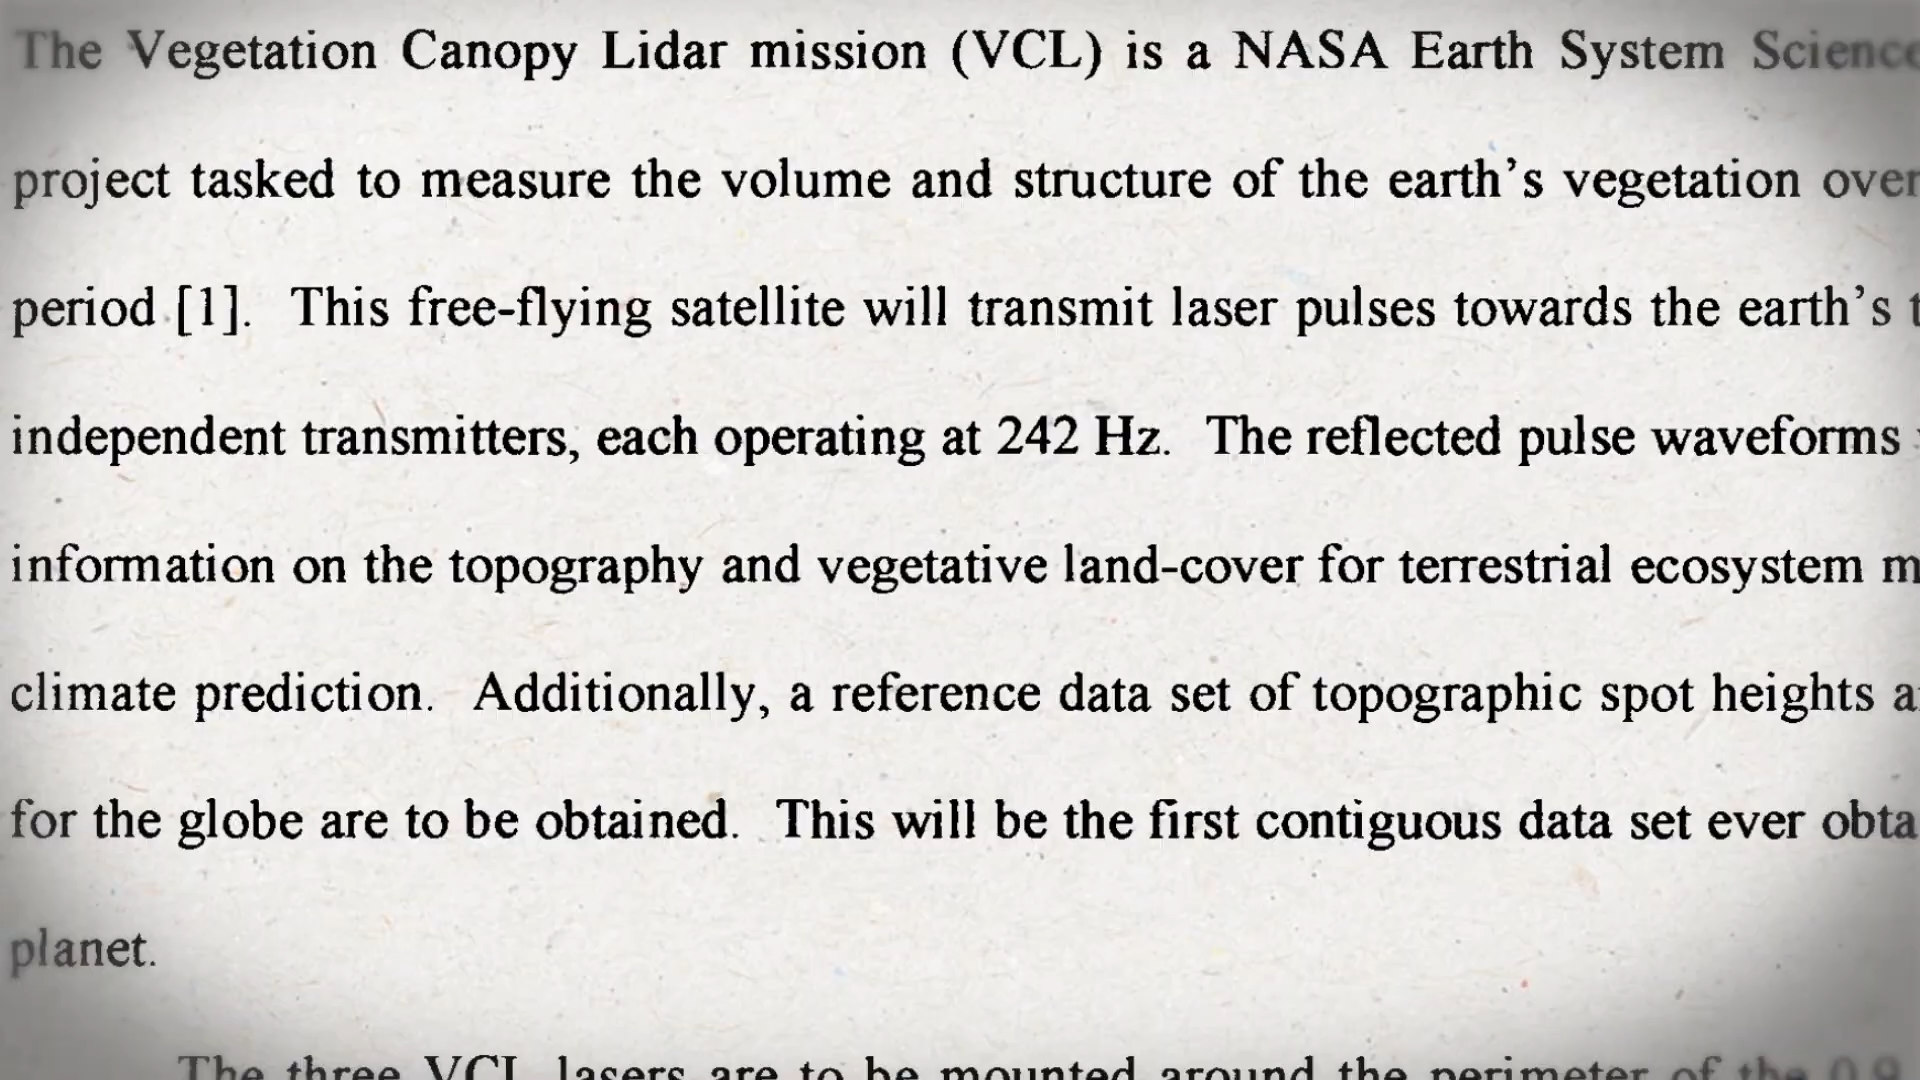 The Vegetation Canopy Lidar mission (VCL) is a NASA Earth System Science
project tasked to measure the volume and structure of the earth's vegetation over
period [1]. This free-flying satellite will transmit laser pulses towards the earth's t
independent transmitters, each operating at 242 Hz. The reflected pulse waveforms
information on the topography and vegetative land-cover for terrestrial ecosystem m
climate prediction. Additionally, a reference data set of topographic spot heights a
for the globe are to be obtained. This will be the first contiguous data set ever obta
planet.
The three VCL lasers are to be mounted around the perimeter of the 0.9